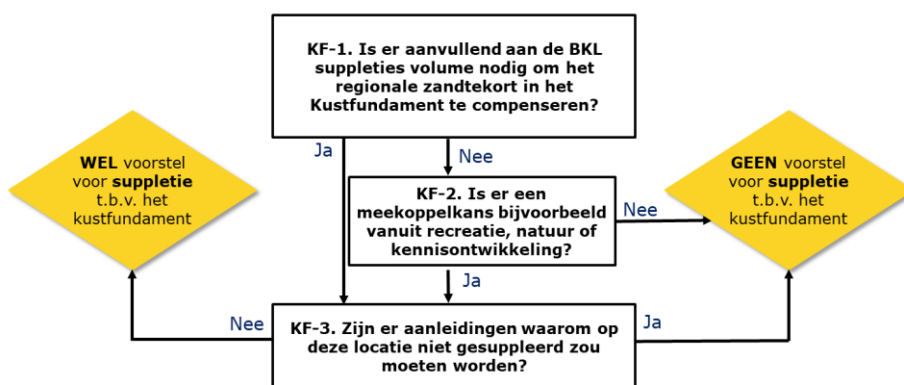 KF-1. Is er aanvullend aan de BKL
suppleties volume nodig om het
regionale zandtekort in het
Kustfundament te compenseren?
Ja
Nee
WEL voorstel
voor suppletie
t.b.v. het
kustfundament
KF-2. Is er een
meekoppelkans bijvoorbeeld
vanuit recreatie, natuur of
kennisontwikkeling?
Nee
GEEN voorstel
voor suppletie
t.b.v. het
kustfundament
Ja
Nee
KF-3. Zijn er aanleidingen waarom op
deze locatie niet gesuppleerd zou
moeten worden?
Ja